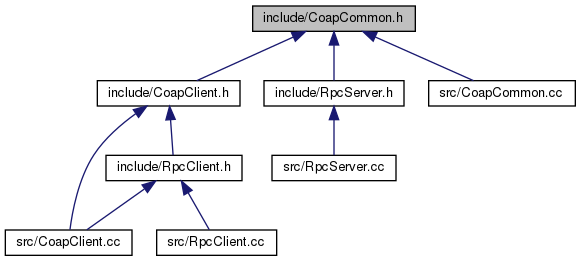 include/CoapCommon.h
include/CoapClient.h
include/RpcServer.h
src/CoapCommon.cc
include/RpcClient.h
src/RpcServer.cc
src/CoapClient.cc
src/RpcClient.cc